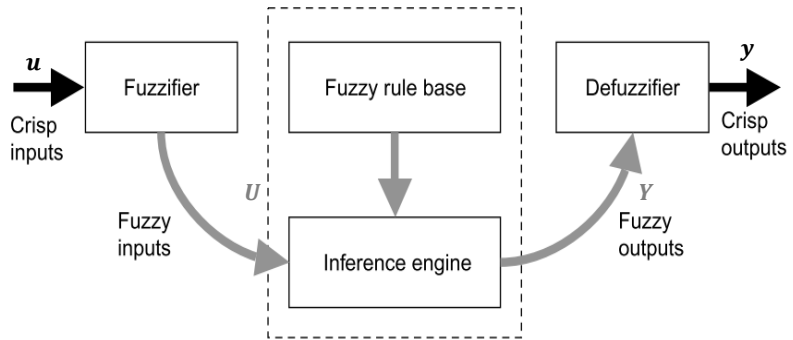 u
Fuzzifier
Fuzzy rule base
Defuzzifier
y
Crisp
inputs
Crisp
outputs
U
Y
Fuzzy
inputs
Inference engine
Fuzzy
outputs